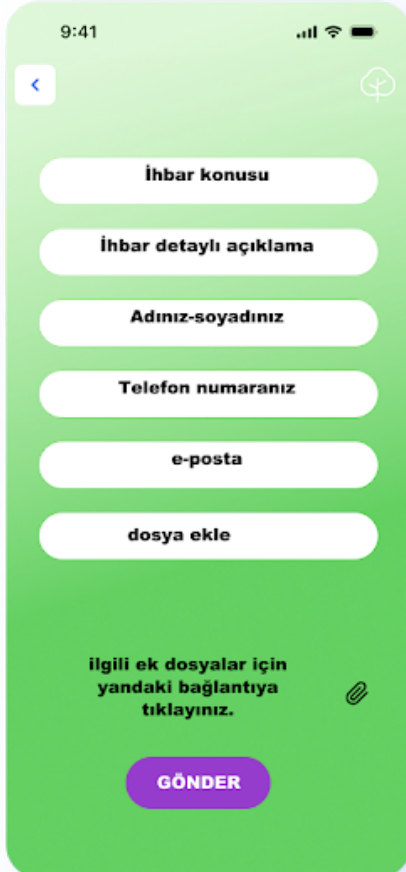 9:41
İhbar konusu
İhbar detaylı açıklama
Adınız-soyadınız
Telefon numaranız
e-posta
dosya ekle
ilgili ek dosyalar için
yandaki bağlantıya
tıklayınız.
GÖNDER